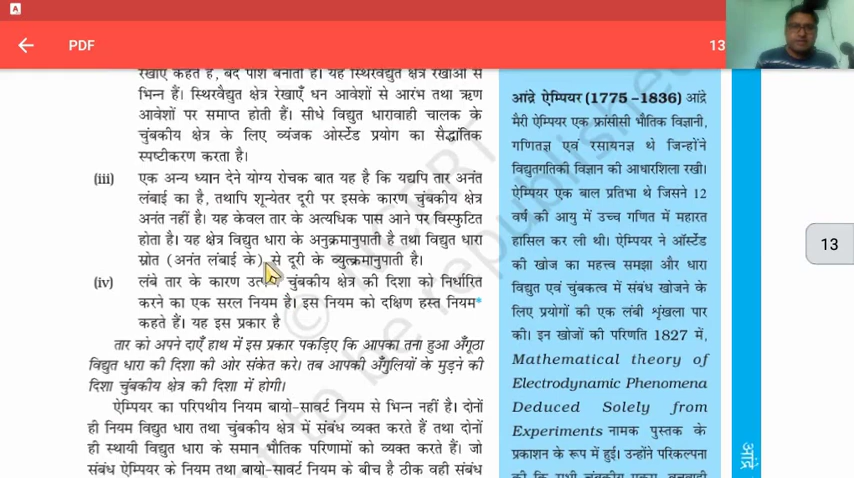 A
PDF
13
रेखाएँ कहते हैं, बंद पाश बनाती हैं। यह स्थिरवैद्युत क्षेत्र रेखाओं से
भिन्न हैं। स्थिरवैद्युत क्षेत्र रेखाएँ धन आवेशों से आरंभ तथा ऋण
आवेशों पर समाप्त होती हैं। सीधे विद्युत धारावाही चालक के
चुंबकीय क्षेत्र के लिए व्यंजक ओर्स्टेड प्रयोग का सैद्धांतिक
स्पष्टीकरण करता है।
(iii) एक अन्य ध्यान देने योग्य रोचक बात यह है कि यद्यपि तार अनंत
लंबाई का है, तथापि शून्येतर दूरी पर इसके कारण चुंबकीय क्षेत्र
अनंत नहीं है। यह केवल तार के अत्यधिक पास आने पर विस्फुटित
होता है। यह क्षेत्र विद्युत धारा के अनुक्रमानुपाती है तथा विद्युत धारा
स्रोत (अनंत लंबाई के) से दूरी के व्युत्क्रमानुपाती है।
(iv) लंबे तार के कारण चुंबकीय क्षेत्र की दिशा को निर्धारित
करने का एक सरल नियम है। इस नियम को दक्षिण हस्त नियम*
कहते हैं। यह इस प्रकार है
तार को अपने दाएँ हाथ में इस प्रकार पकड़िए कि आपका तना हुआ अँगूठा
विद्युत धारा की दिशा की ओर संकेत करे। तब आपकी अँगुलियों के मुड़ने की
दिशा चुंबकीय क्षेत्र की दिशा में होगी।
ऐम्पियर का परिपथीय नियम बायो-सावर्ट नियम से भिन्न नहीं है। दोनों
ही नियम विद्युत धारा तथा चुंबकीय क्षेत्र में संबंध व्यक्त करते हैं तथा दोनों
ही स्थायी विद्युत धारा के समान भौतिक परिणामों को व्यक्त करते हैं। जो
संबंध ऐम्पियर के नियम तथा बायो-सावर्ट नियम के बीच है ठीक वही संबंध
आंद्रे ऐम्पियर (1775 –1836) आंद्रे
मैरी ऐम्पियर एक फ्रांसीसी भौतिक विज्ञानी,
गणितज्ञ एवं रसायनज्ञ थे जिन्होंने
विद्युतगतिकी विज्ञान की आधारशिला रखी।
ऐम्पियर एक बाल प्रतिभा थे जिसने 12
वर्ष की आयु में उच्च गणित में महारत
हासिल कर ली थी। ऐम्पियर ने ऑर्स्टेड
की खोज का महत्त्व समझा और धारा
विद्युत एवं चुंबकत्व में संबंध खोजने के
लिए प्रयोगों की एक लंबी शृंखला पार
की। इन खोजों की परिणति 1827 में,
Mathematical theory of
Electrodynamic Phenomena
Deduced Solely from
Experiments नामक पुस्तक के
प्रकाशन के रूप में हुई। उन्होंने परिकल्पना
आंद्रे
13
© NCERT
republished